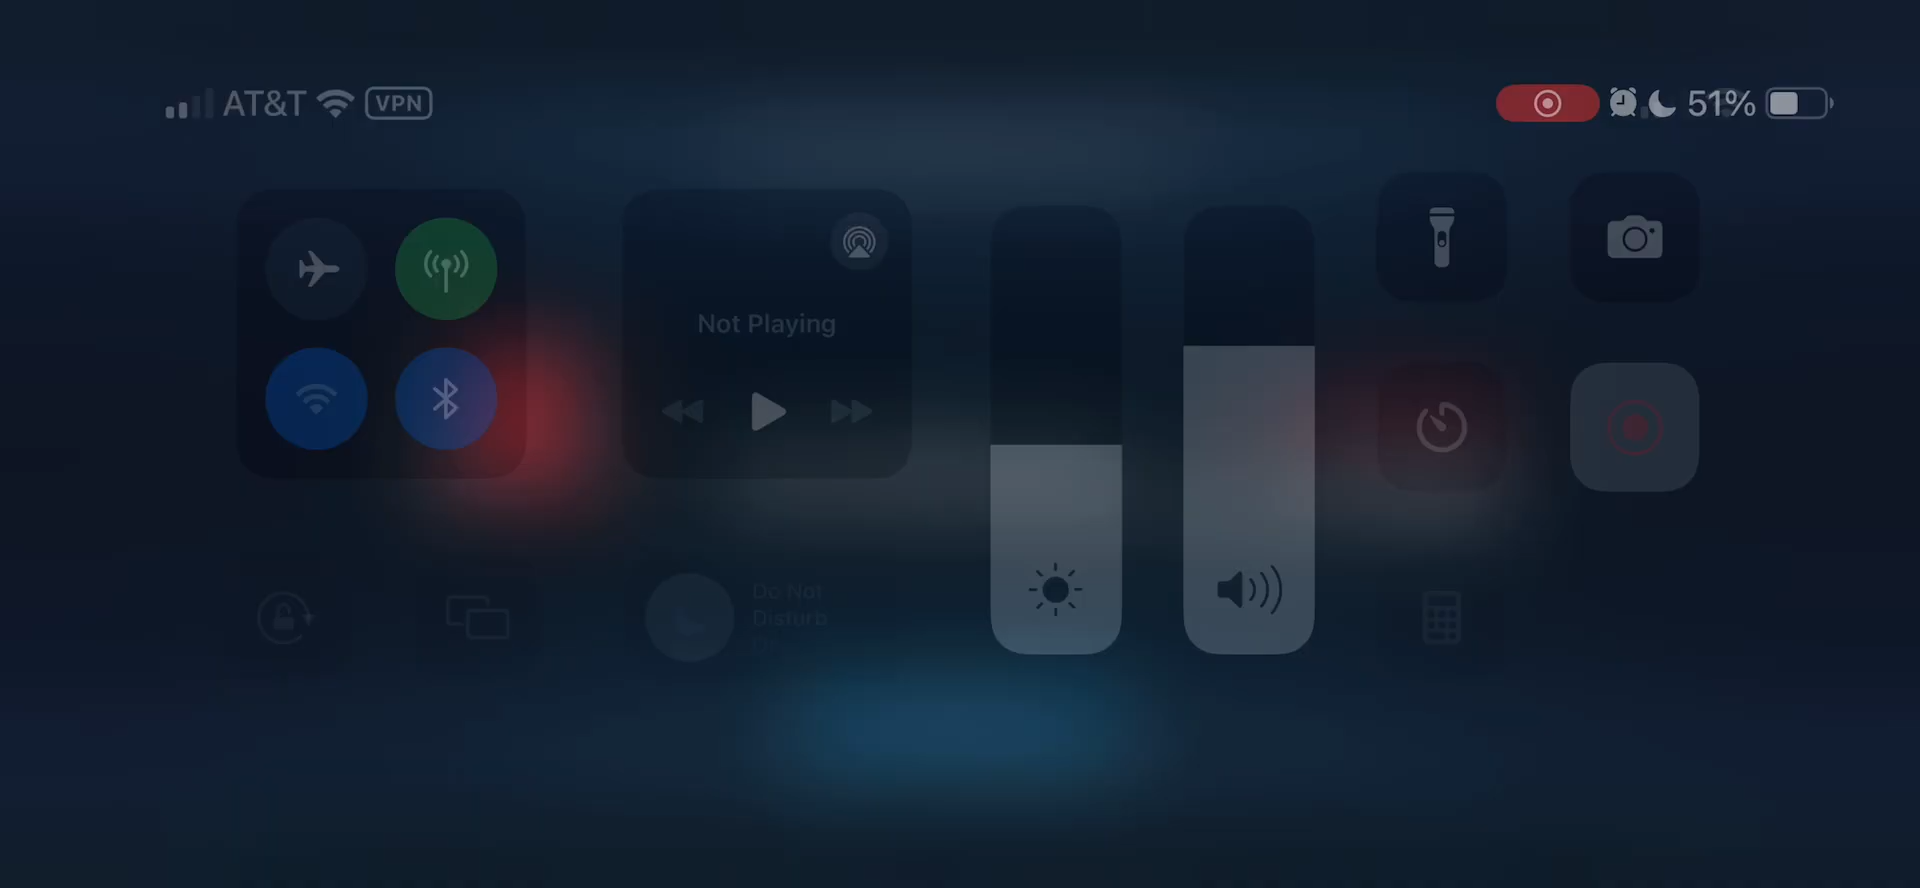 AT&T VPN
51%
Not Playing
Do Not
Disturb